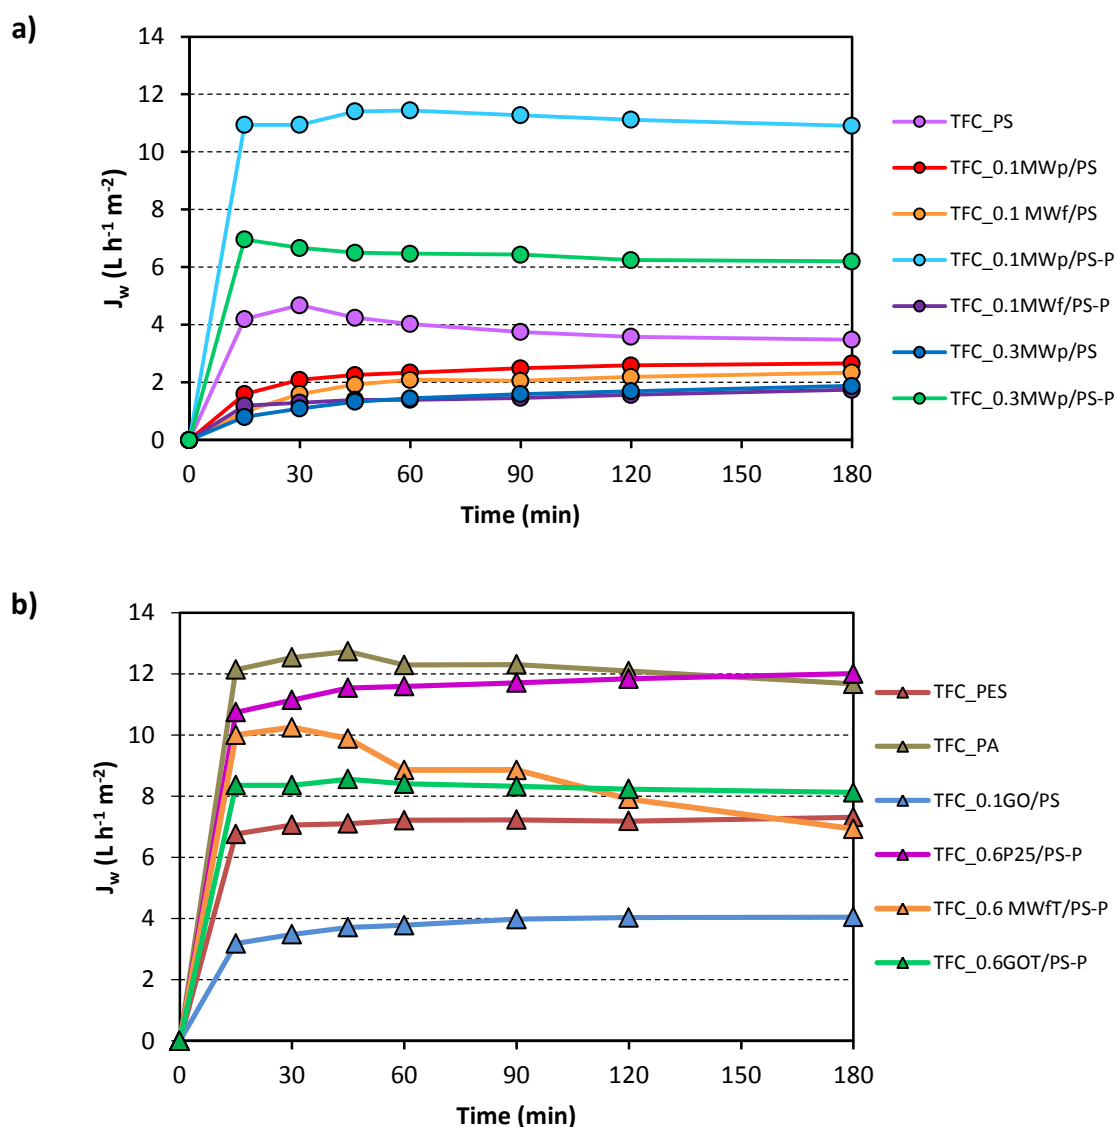 a)
14
12
10
8
6
4
2
0
J_w (L h⁻¹ m⁻²)
0 30 60 90 120 150 180
Time (min)
TFC_PS
TFC_0.1MWp/PS
TFC_0.1 MWf/PS
TFC_0.1MWp/PS-P
TFC_0.1MWf/PS-P
TFC_0.3MWp/PS
TFC_0.3MWp/PS-P
b)
14
12
10
8
6
4
2
0
J_w (L h⁻¹ m⁻²)
0 30 60 90 120 150 180
Time (min)
TFC_PES
TFC_PA
TFC_0.1GO/PS
TFC_0.6P25/PS-P
TFC_0.6 MWfT/PS-P
TFC_0.6GOT/PS-P